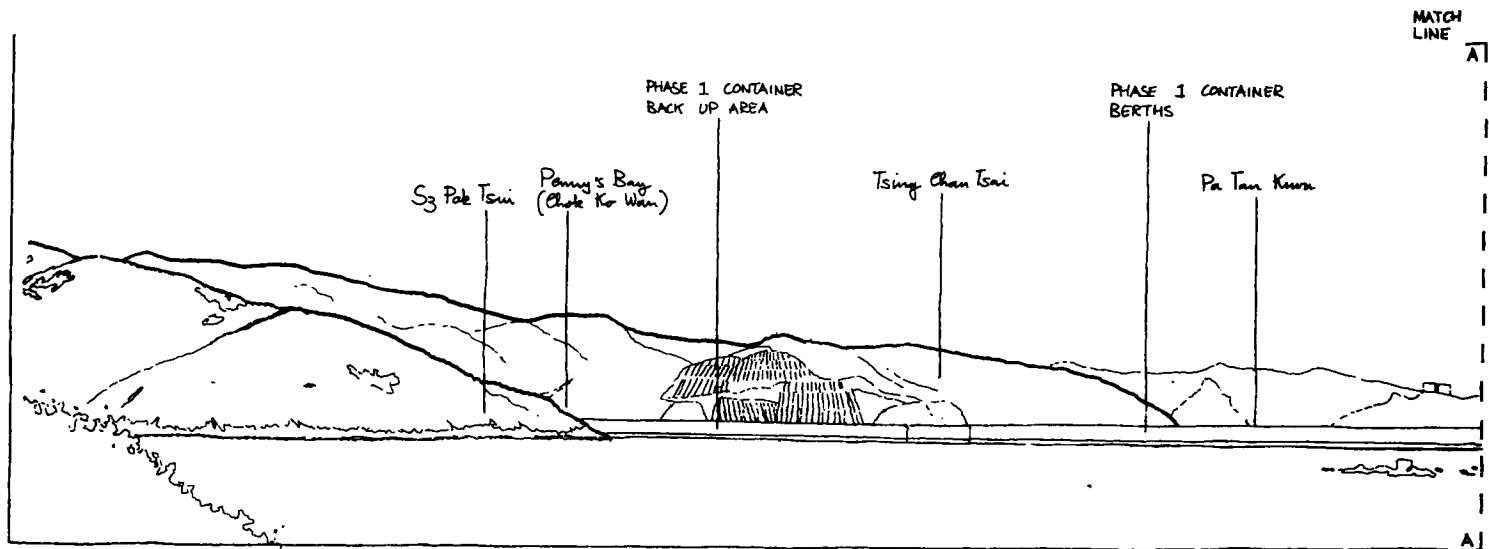 MATCH
LINE
A
PHASE 1 CONTAINER
BACK UP AREA
PHASE 1 CONTAINER
BERTHS
Sz Pak Tsui
Penny's Bay
(Chok Ko Wan)
Tsing Chau Tsai
Pa Tau Kwu
A